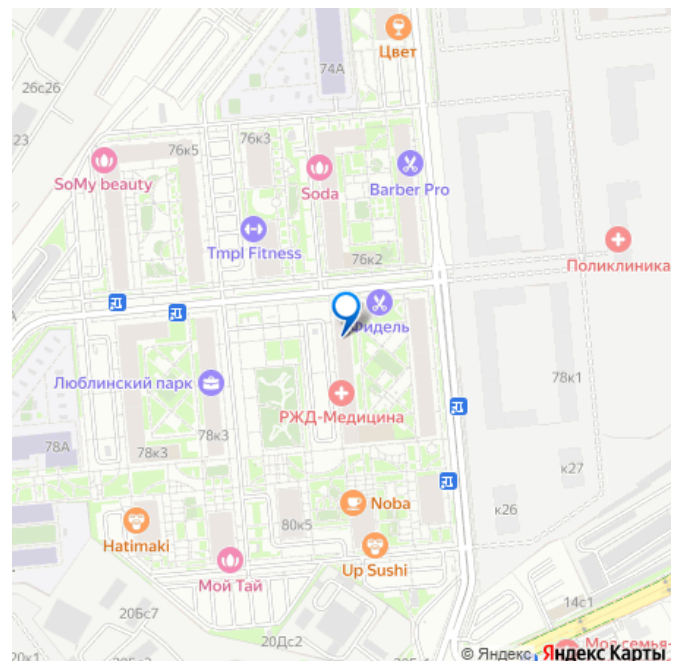 Цвет
74А
26с26
23
76к5
76к3
SoMy beauty
Soda
Barber Pro
Tmpl Fitness
76к2
Поликлиника
Фидель
Люблинский парк
РЖД-Медицина
78к1
78А
78к3
78к3
к27
Noba
к26
Hatimaki
80к5
Up Sushi
Мой Тай
20Бс7
14с1
20Дс2
20к1
© Яндекс Яндекс Карты